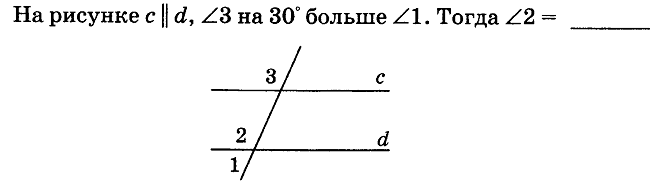 На рисунке c ∥ d, ∠3 на 30° больше ∠1. Тогда ∠2 = ______
3
c
2
d
1